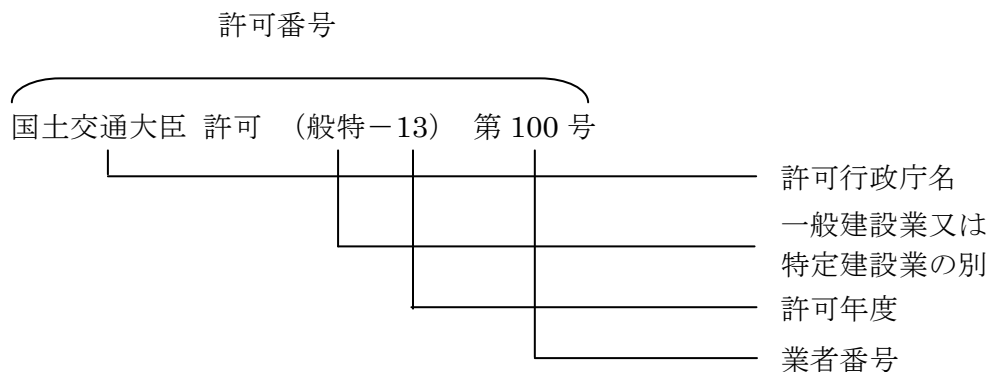 許可番号
国土交通大臣 許可 （般特－13） 第 100 号
許可行政庁名
一般建設業又は
特定建設業の別
許可年度
業者番号